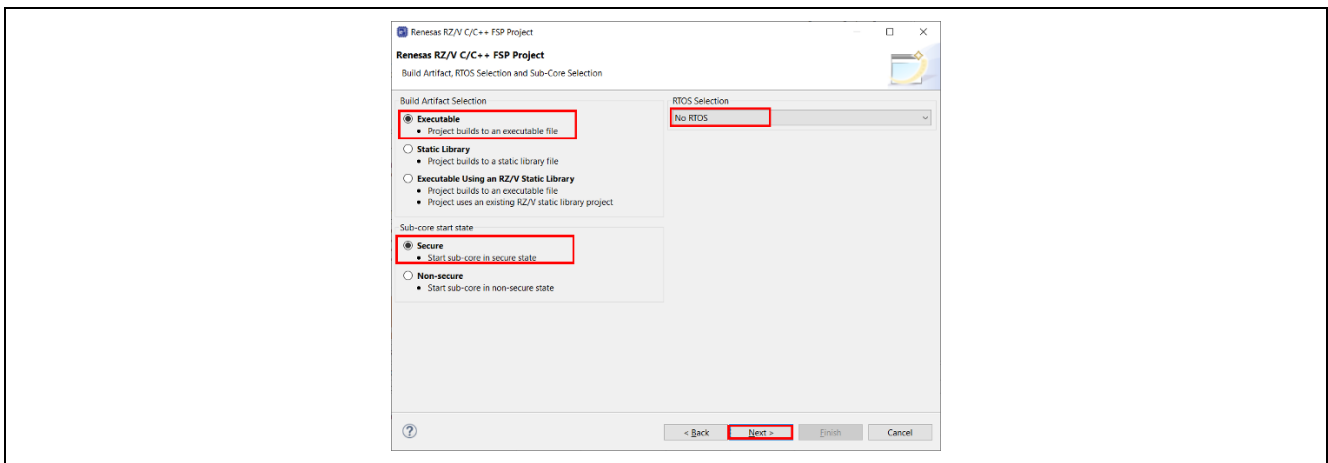 Renesas RZ/V C/C++ FSP Project
Renesas RZ/V C/C++ FSP Project
Build Artifact, RTOS Selection and Sub-Core Selection
Build Artifact Selection
Executable
• Project builds to an executable file
Static Library
• Project builds to a static library file
Executable Using an RZ/V Static Library
• Project builds to an executable file
• Project uses an existing RZ/V static library project
Sub-core start state
Secure
• Start sub-core in secure state
Non-secure
• Start sub-core in non-secure state
RTOS Selection
No RTOS
? < Back Next > Finish Cancel